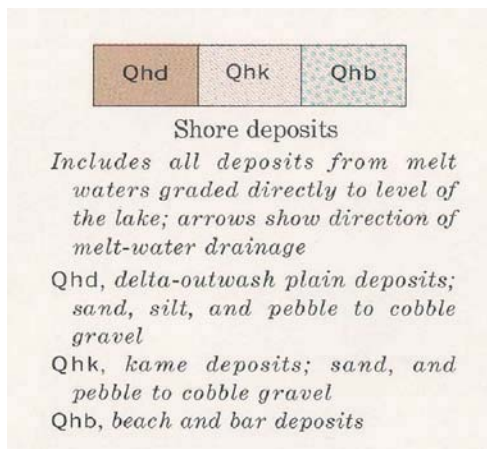 Qhd Qhk Qhb
Shore deposits
Includes all deposits from melt
waters graded directly to level of
the lake; arrows show direction of
melt-water drainage
Qhd, delta-outwash plain deposits;
sand, silt, and pebble to cobble
gravel
Qhk, kame deposits; sand, and
pebble to cobble gravel
Qhb, beach and bar deposits